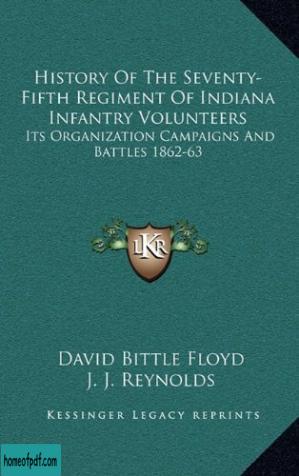 History Of The Seventy-
Fifth Regiment Of Indiana
Infantry Volunteers
Its Organization Campaigns And
Battles 1862-63
LKR
David Bittle Floyd
J. J. Reynolds
Kessinger Legacy Reprints
homeofpdf.com